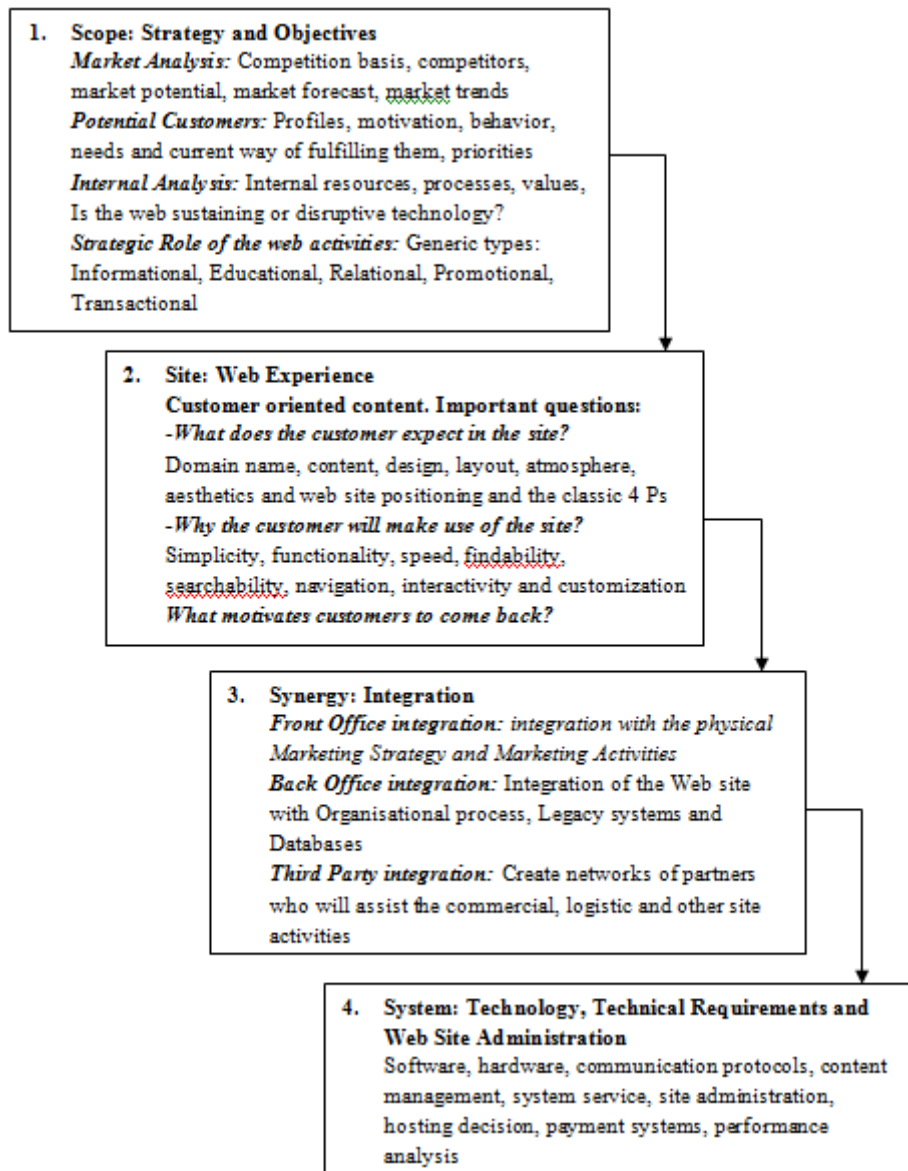 1. Scope: Strategy and Objectives
Market Analysis: Competition basis, competitors,
market potential, market forecast, market trends
Potential Customers: Profiles, motivation, behavior,
needs and current way of fulfilling them, priorities
Internal Analysis: Internal resources, processes, values,
Is the web sustaining or disruptive technology?
Strategic Role of the web activities: Generic types:
Informational, Educational, Relational, Promotional,
Transactional
2. Site: Web Experience
Customer oriented content. Important questions:
-What does the customer expect in the site?
Domain name, content, design, layout, atmosphere,
aesthetics and web site positioning and the classic 4 Ps
-Why the customer will make use of the site?
Simplicity, functionality, speed, findability,
searchability, navigation, interactivity and customization
What motivates customers to come back?
3. Synergy: Integration
Front Office integration: integration with the physical
Marketing Strategy and Marketing Activities
Back Office integration: Integration of the Web site
with Organisational process, Legacy systems and
Databases
Third Party integration: Create networks of partners
who will assist the commercial, logistic and other site
activities
4. System: Technology, Technical Requirements and
Web Site Administration
Software, hardware, communication protocols, content
management, system service, site administration,
hosting decision, payment systems, performance
analysis